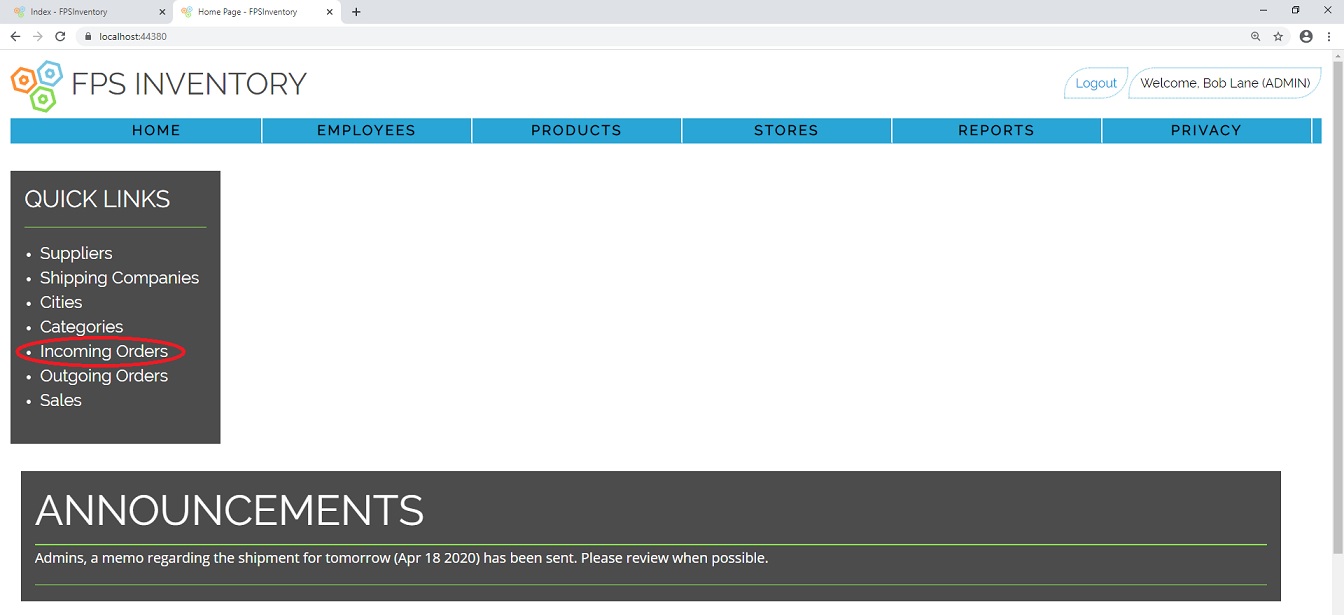 Index - FPSInventory
Home Page - FPSInventory
localhost:44380
FPS INVENTORY
Logout
Welcome, Bob Lane (ADMIN)
HOME EMPLOYEES PRODUCTS STORES REPORTS PRIVACY
QUICK LINKS
• Suppliers
• Shipping Companies
• Cities
• Categories
• Incoming Orders
• Outgoing Orders
• Sales
ANNOUNCEMENTS
Admins, a memo regarding the shipment for tomorrow (Apr 18 2020) has been sent. Please review when possible.